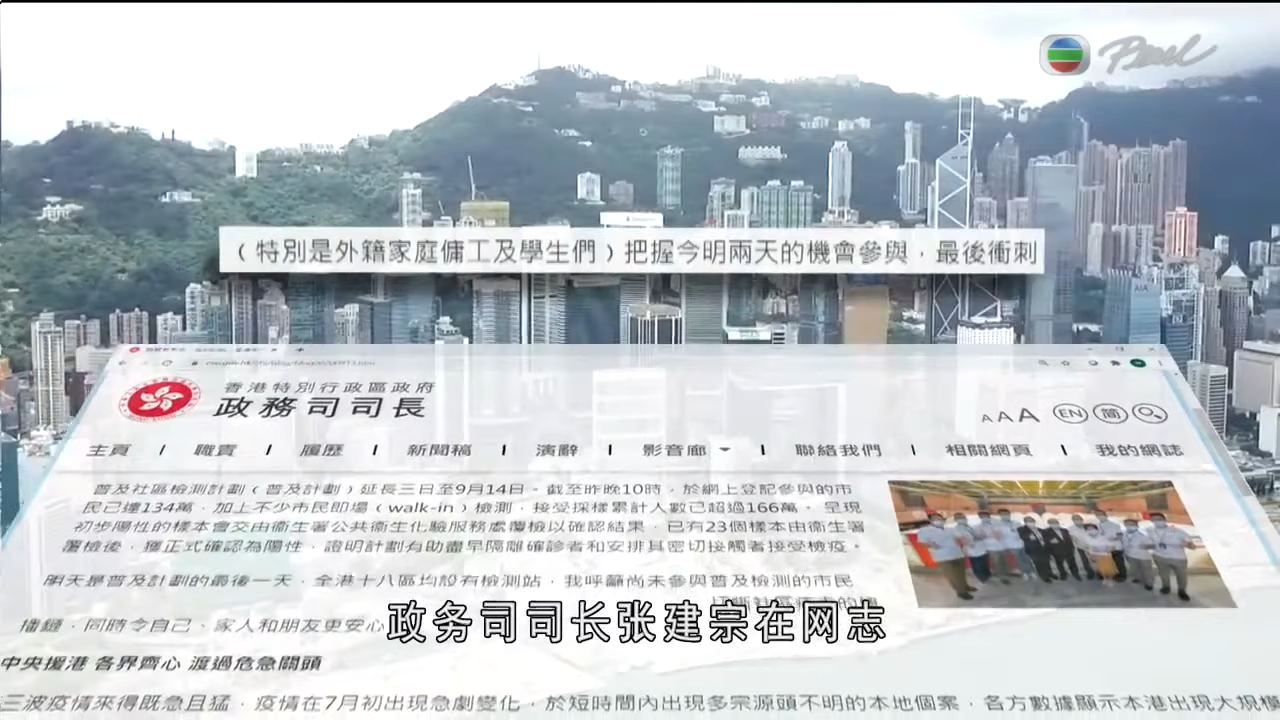 Pearl
（特別是外籍家庭傭工及學生們）把握今明兩天的機會參與，最後衝刺
香港特別行政區政府
政務司司長
AAA EN 簡
主頁 職責 履歷 新聞稿 演辭 影音廊 聯絡我們 相關網頁 我的網誌
普及社區檢測計劃（普及計劃）延長三日至9月14日。截至昨晚10時，於網上登記參與的市
民已達134萬，加上不少市民即場（walk-in）檢測，接受採樣累計人數已超過166萬。呈現
初步陽性的樣本會交由衞生署公共衞生化驗服務處覆檢以確認結果，已有23個樣本由衞生署
覆檢後，獲正式確認為陽性，證明計劃有助盡早隔離確診者和安排其密切接觸者接受檢疫。
明天是普及計劃的最後一天，全港十八區均設有檢測站，我呼籲尚未參與普及檢測的市民
播鏈，同時令自己、家人和朋友更安心
政务司司长张建宗在网志
中央援港 各界齊心 渡過危急關頭
三波疫情來得既急且猛，疫情在7月初出現急劇變化，於短時間內出現多宗源頭不明的本地個案，各方數據顯示本港出現大規模